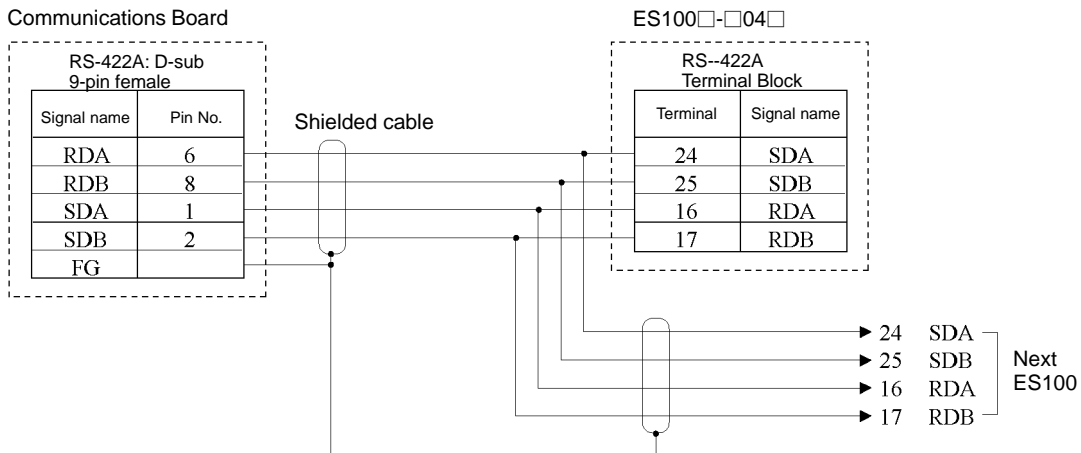 Communications Board
RS-422A: D-sub
9-pin female
Signal name Pin No.
RDA 6
RDB 8
SDA 1
SDB 2
FG
Shielded cable
ES100□-□04□
RS--422A
Terminal Block
Terminal Signal name
24 SDA
25 SDB
16 RDA
17 RDB
24 SDA
25 SDB
16 RDA
17 RDB
Next
ES100